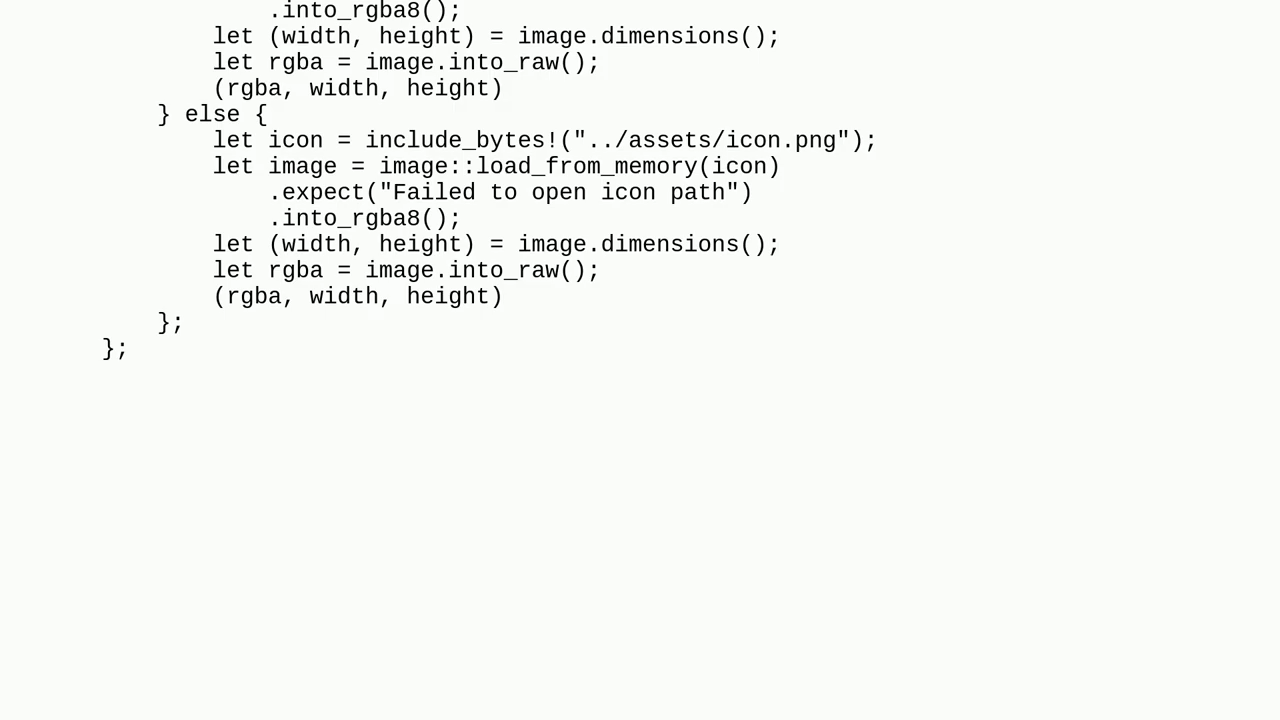 .into_rgba8();
let (width, height) = image.dimensions();
let rgba = image.into_raw();
(rgba, width, height)
} else {
let icon = include_bytes!("../assets/icon.png");
let image = image::load_from_memory(icon)
.expect("Failed to open icon path")
.into_rgba8();
let (width, height) = image.dimensions();
let rgba = image.into_raw();
(rgba, width, height)
};
};